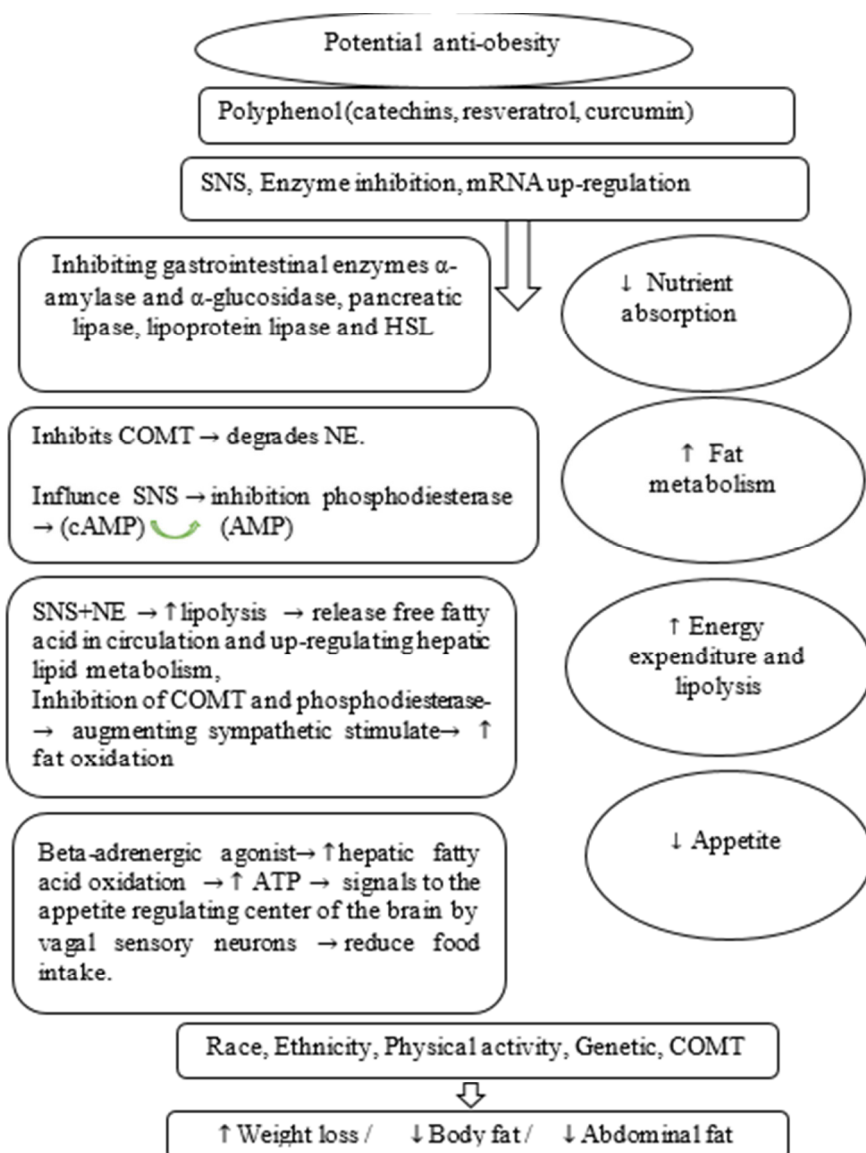 Potential anti-obesity
Polyphenol (catechins, resveratrol, curcumin)
SNS, Enzyme inhibition, mRNA up-regulation
Inhibiting gastrointestinal enzymes α-
amylase and α-glucosidase, pancreatic
lipase, lipoprotein lipase and HSL
↓ Nutrient
absorption
Inhibits COMT → degrades NE.
Influnce SNS → inhibition phosphodiesterase
→ (cAMP) (AMP)
↑ Fat
metabolism
SNS+NE → ↑lipolysis → release free fatty
acid in circulation and up-regulating hepatic
lipid metabolism,
Inhibition of COMT and phosphodiesterase-
→ augmenting sympathetic stimulate→ ↑
fat oxidation
↑ Energy
expenditure and
lipolysis
Beta-adrenergic agonist→ ↑hepatic fatty
acid oxidation →↑ ATP → signals to the
appetite regulating center of the brain by
vagal sensory neurons →reduce food
intake.
↓ Appetite
Race, Ethnicity, Physical activity, Genetic, COMT
↑ Weight loss / ↓Body fat / ↓ Abdominal fat